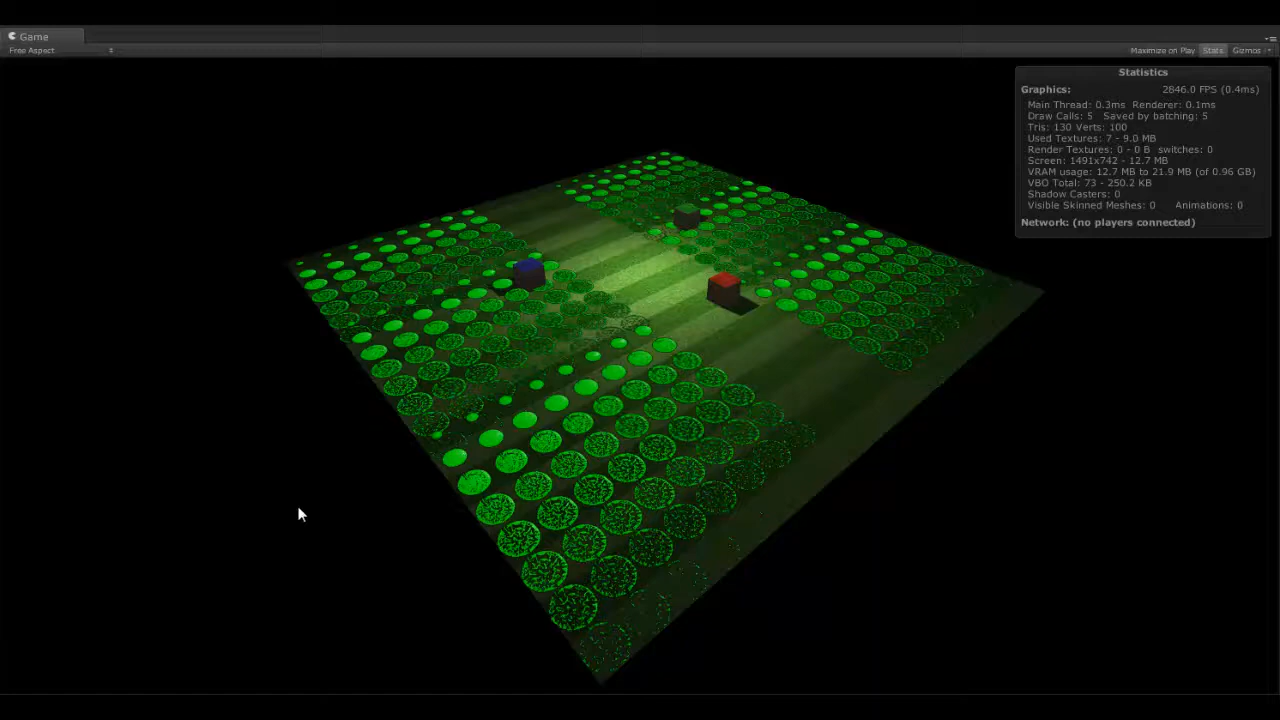 Game
Free Aspect
Maximize on Play Stats Gizmos
Statistics
Graphics: 2846.0 FPS (0.4ms)
Main Thread: 0.3ms Renderer: 0.1ms
Draw Calls: 5 Saved by batching: 5
Tris: 130 Verts: 100
Used Textures: 7 - 9.0 MB
Render Textures: 0 - 0 B switches: 0
Screen: 1491x742 - 12.7 MB
VRAM usage: 12.7 MB to 21.9 MB (of 0.96 GB)
VBO Total: 73 - 250.2 KB
Shadow Casters: 0
Visible Skinned Meshes: 0 Animations: 0
Network: (no players connected)